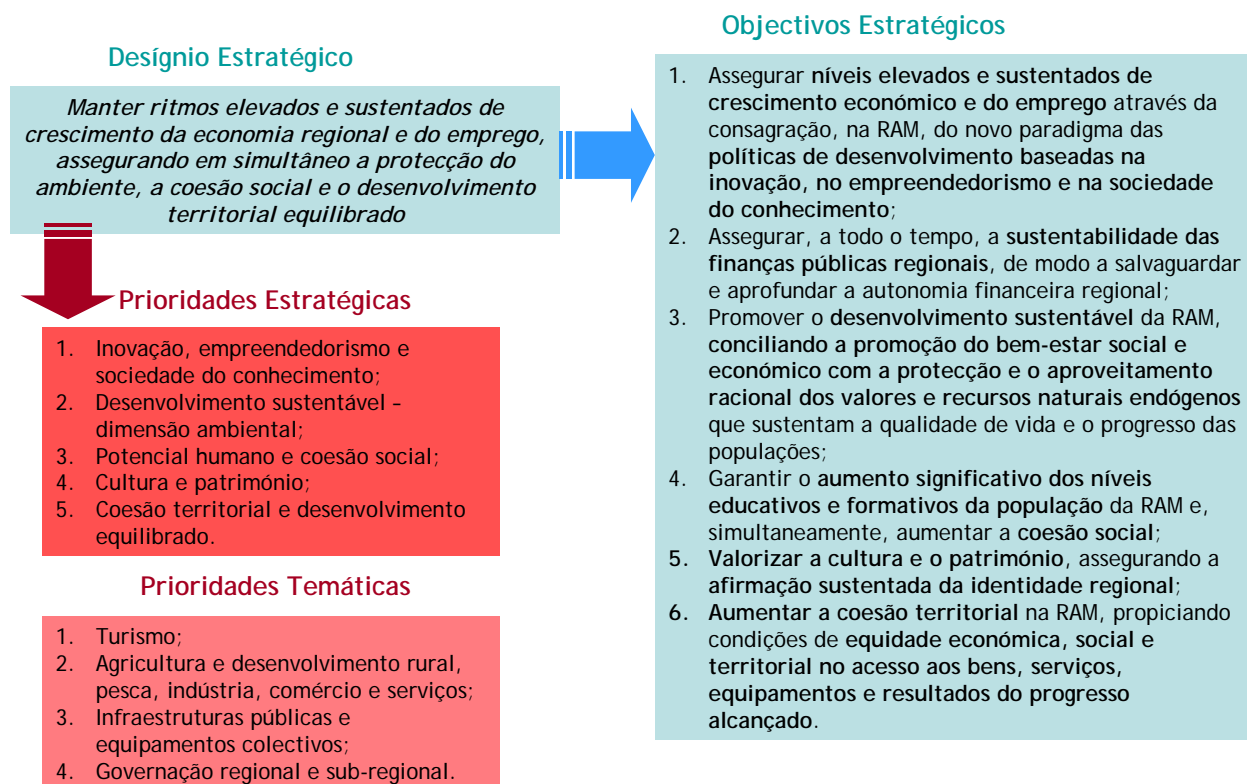 Desígnio Estratégico
Manter ritmos elevados e sustentados de
crescimento da economia regional e do emprego,
assegurando em simultâneo a protecção do
ambiente, a coesão social e o desenvolvimento
territorial equilibrado
Prioridades Estratégicas
1. Inovação, empreendedorismo e
sociedade do conhecimento;
2. Desenvolvimento sustentável –
dimensão ambiental;
3. Potencial humano e coesão social;
4. Cultura e património;
5. Coesão territorial e desenvolvimento
equilibrado.
Prioridades Temáticas
1. Turismo;
2. Agricultura e desenvolvimento rural,
pesca, indústria, comércio e serviços;
3. Infraestruturas públicas e
equipamentos colectivos;
4. Governação regional e sub-regional.
Objectivos Estratégicos
1. Assegurar níveis elevados e sustentados de
crescimento económico e do emprego através da
consagração, na RAM, do novo paradigma das
políticas de desenvolvimento baseadas na
inovação, no empreendedorismo e na sociedade
do conhecimento;
2. Assegurar, a todo o tempo, a sustentabilidade das
finanças públicas regionais, de modo a salvaguardar
e aprofundar a autonomia financeira regional;
3. Promover o desenvolvimento sustentável da RAM,
conciliando a promoção do bem-estar social e
económico com a protecção e o aproveitamento
racional dos valores e recursos naturais endógenos
que sustentam a qualidade de vida e o progresso das
populações;
4. Garantir o aumento significativo dos níveis
educativos e formativos da população da RAM e,
simultaneamente, aumentar a coesão social;
5. Valorizar a cultura e o património, assegurando a
afirmação sustentada da identidade regional;
6. Aumentar a coesão territorial na RAM, propiciando
condições de equidade económica, social e
territorial no acesso aos bens, serviços,
equipamentos e resultados do progresso
alcançado.